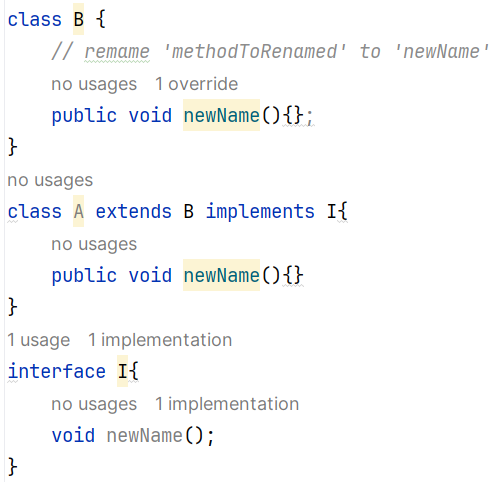 class B {
// remame 'methodToRenamed' to 'newName'
no usages 1 override
public void newName(){};
}
no usages
class A extends B implements I{
no usages
public void newName(){}
}
1 usage 1 implementation
interface I{
no usages 1 implementation
void newName();
}